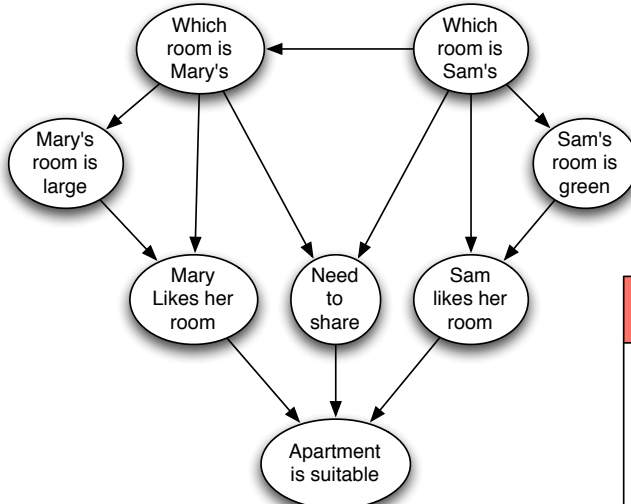 Which
room is
Mary's
Which
room is
Sam's
Mary's
room is
large
Sam's
room is
green
Mary
Likes her
room
Need
to
share
Sam
likes her
room
Apartment
is suitable